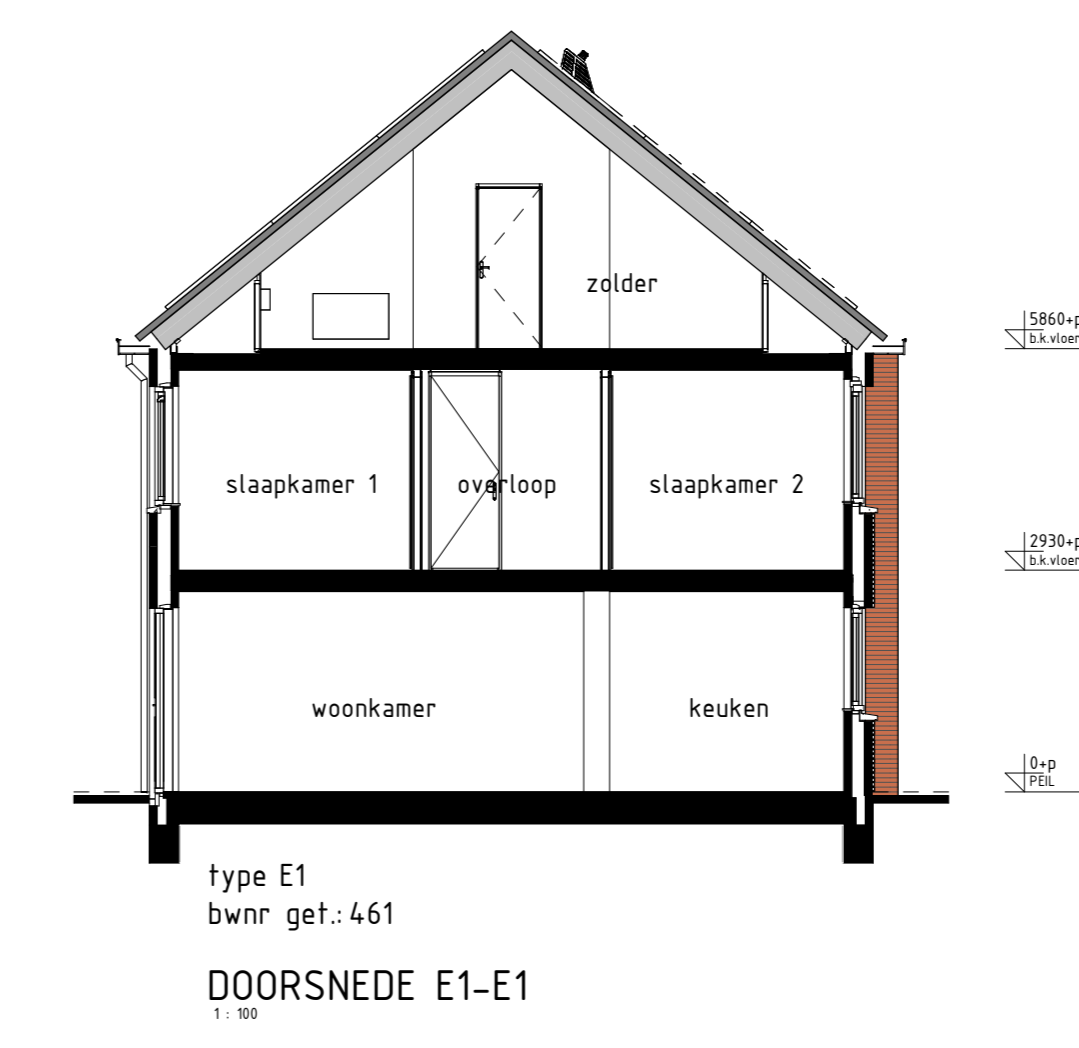 zolder
5860+p
b.k.vloer
slaapkamer 1
overloop
slaapkamer 2
2930+p
b.k.vloer
woonkamer
keuken
0+p
PEIL
type E1
bwnr get.: 461
DOORSNEDE E1-E1
1 : 100